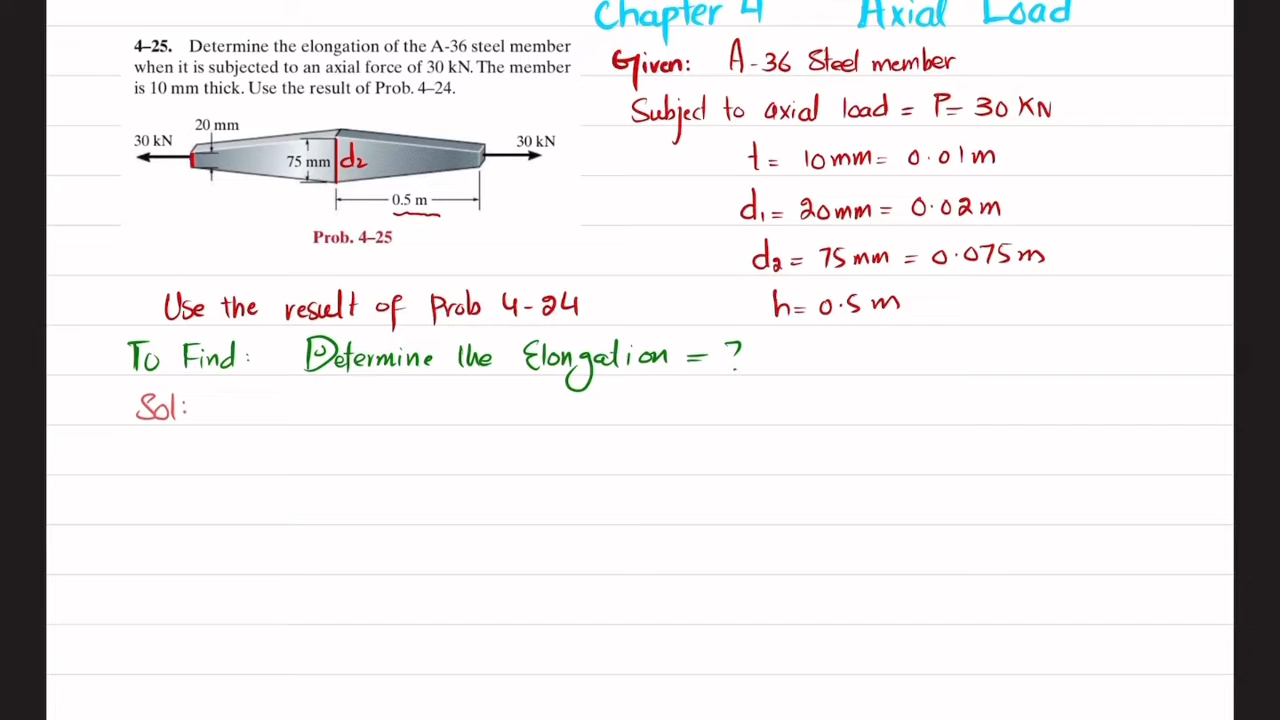 Chapter 4 Axial Load
4–25. Determine the elongation of the A-36 steel member
when it is subjected to an axial force of 30 kN. The member
is 10 mm thick. Use the result of Prob. 4–24.
20 mm
30 kN
75 mm
d₂
30 kN
0.5 m
Prob. 4–25
Given: A-36 Steel member
Subject to axial load = P= 30 KN
t = 10mm = 0.01m
d₁ = 20mm = 0.02m
d₂ = 75mm = 0.075m
h = 0.5 m
Use the result of Prob 4-24
To Find: Determine the Elongation = ?
Sol: